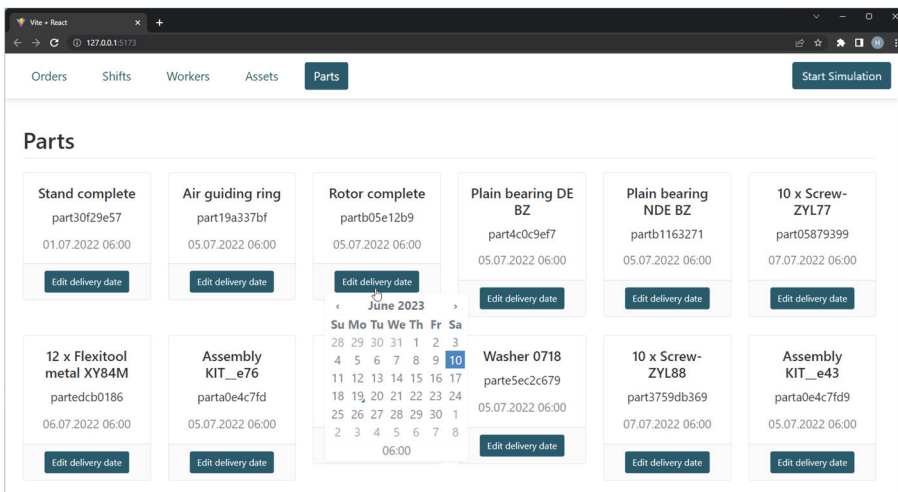 Vite + React
127.0.0.1:5173
H
Orders Shifts Workers Assets Parts Start Simulation
Parts
Stand complete
part30f29e57
01.07.2022 06:00
Edit delivery date
Air guiding ring
part19a337bf
05.07.2022 06:00
Edit delivery date
Rotor complete
partb05e12b9
05.07.2022 06:00
Edit delivery date
Plain bearing DE
BZ
part4c0c9ef7
05.07.2022 06:00
Edit delivery date
Plain bearing
NDE BZ
partb1163271
05.07.2022 06:00
Edit delivery date
10 x Screw-
ZYL77
part05879399
07.07.2022 06:00
Edit delivery date
‹ June 2023 ›
Su Mo Tu We Th Fr Sa
28 29 30 31 1 2 3
4 5 6 7 8 9 10
11 12 13 14 15 16 17
18 19 20 21 22 23 24
25 26 27 28 29 30 1
2 3 4 5 6 7 8
06:00
12 x Flexitool
metal XY84M
partedcb0186
06.07.2022 06:00
Edit delivery date
Assembly
KIT__e76
parta0e4c7fd
05.07.2022 06:00
Edit delivery date
Washer 0718
parte5ec2c679
05.07.2022 06:00
Edit delivery date
10 x Screw-
ZYL88
part3759db369
07.07.2022 06:00
Edit delivery date
Assembly
KIT__e43
parta0e4c7fd9
05.07.2022 06:00
Edit delivery date